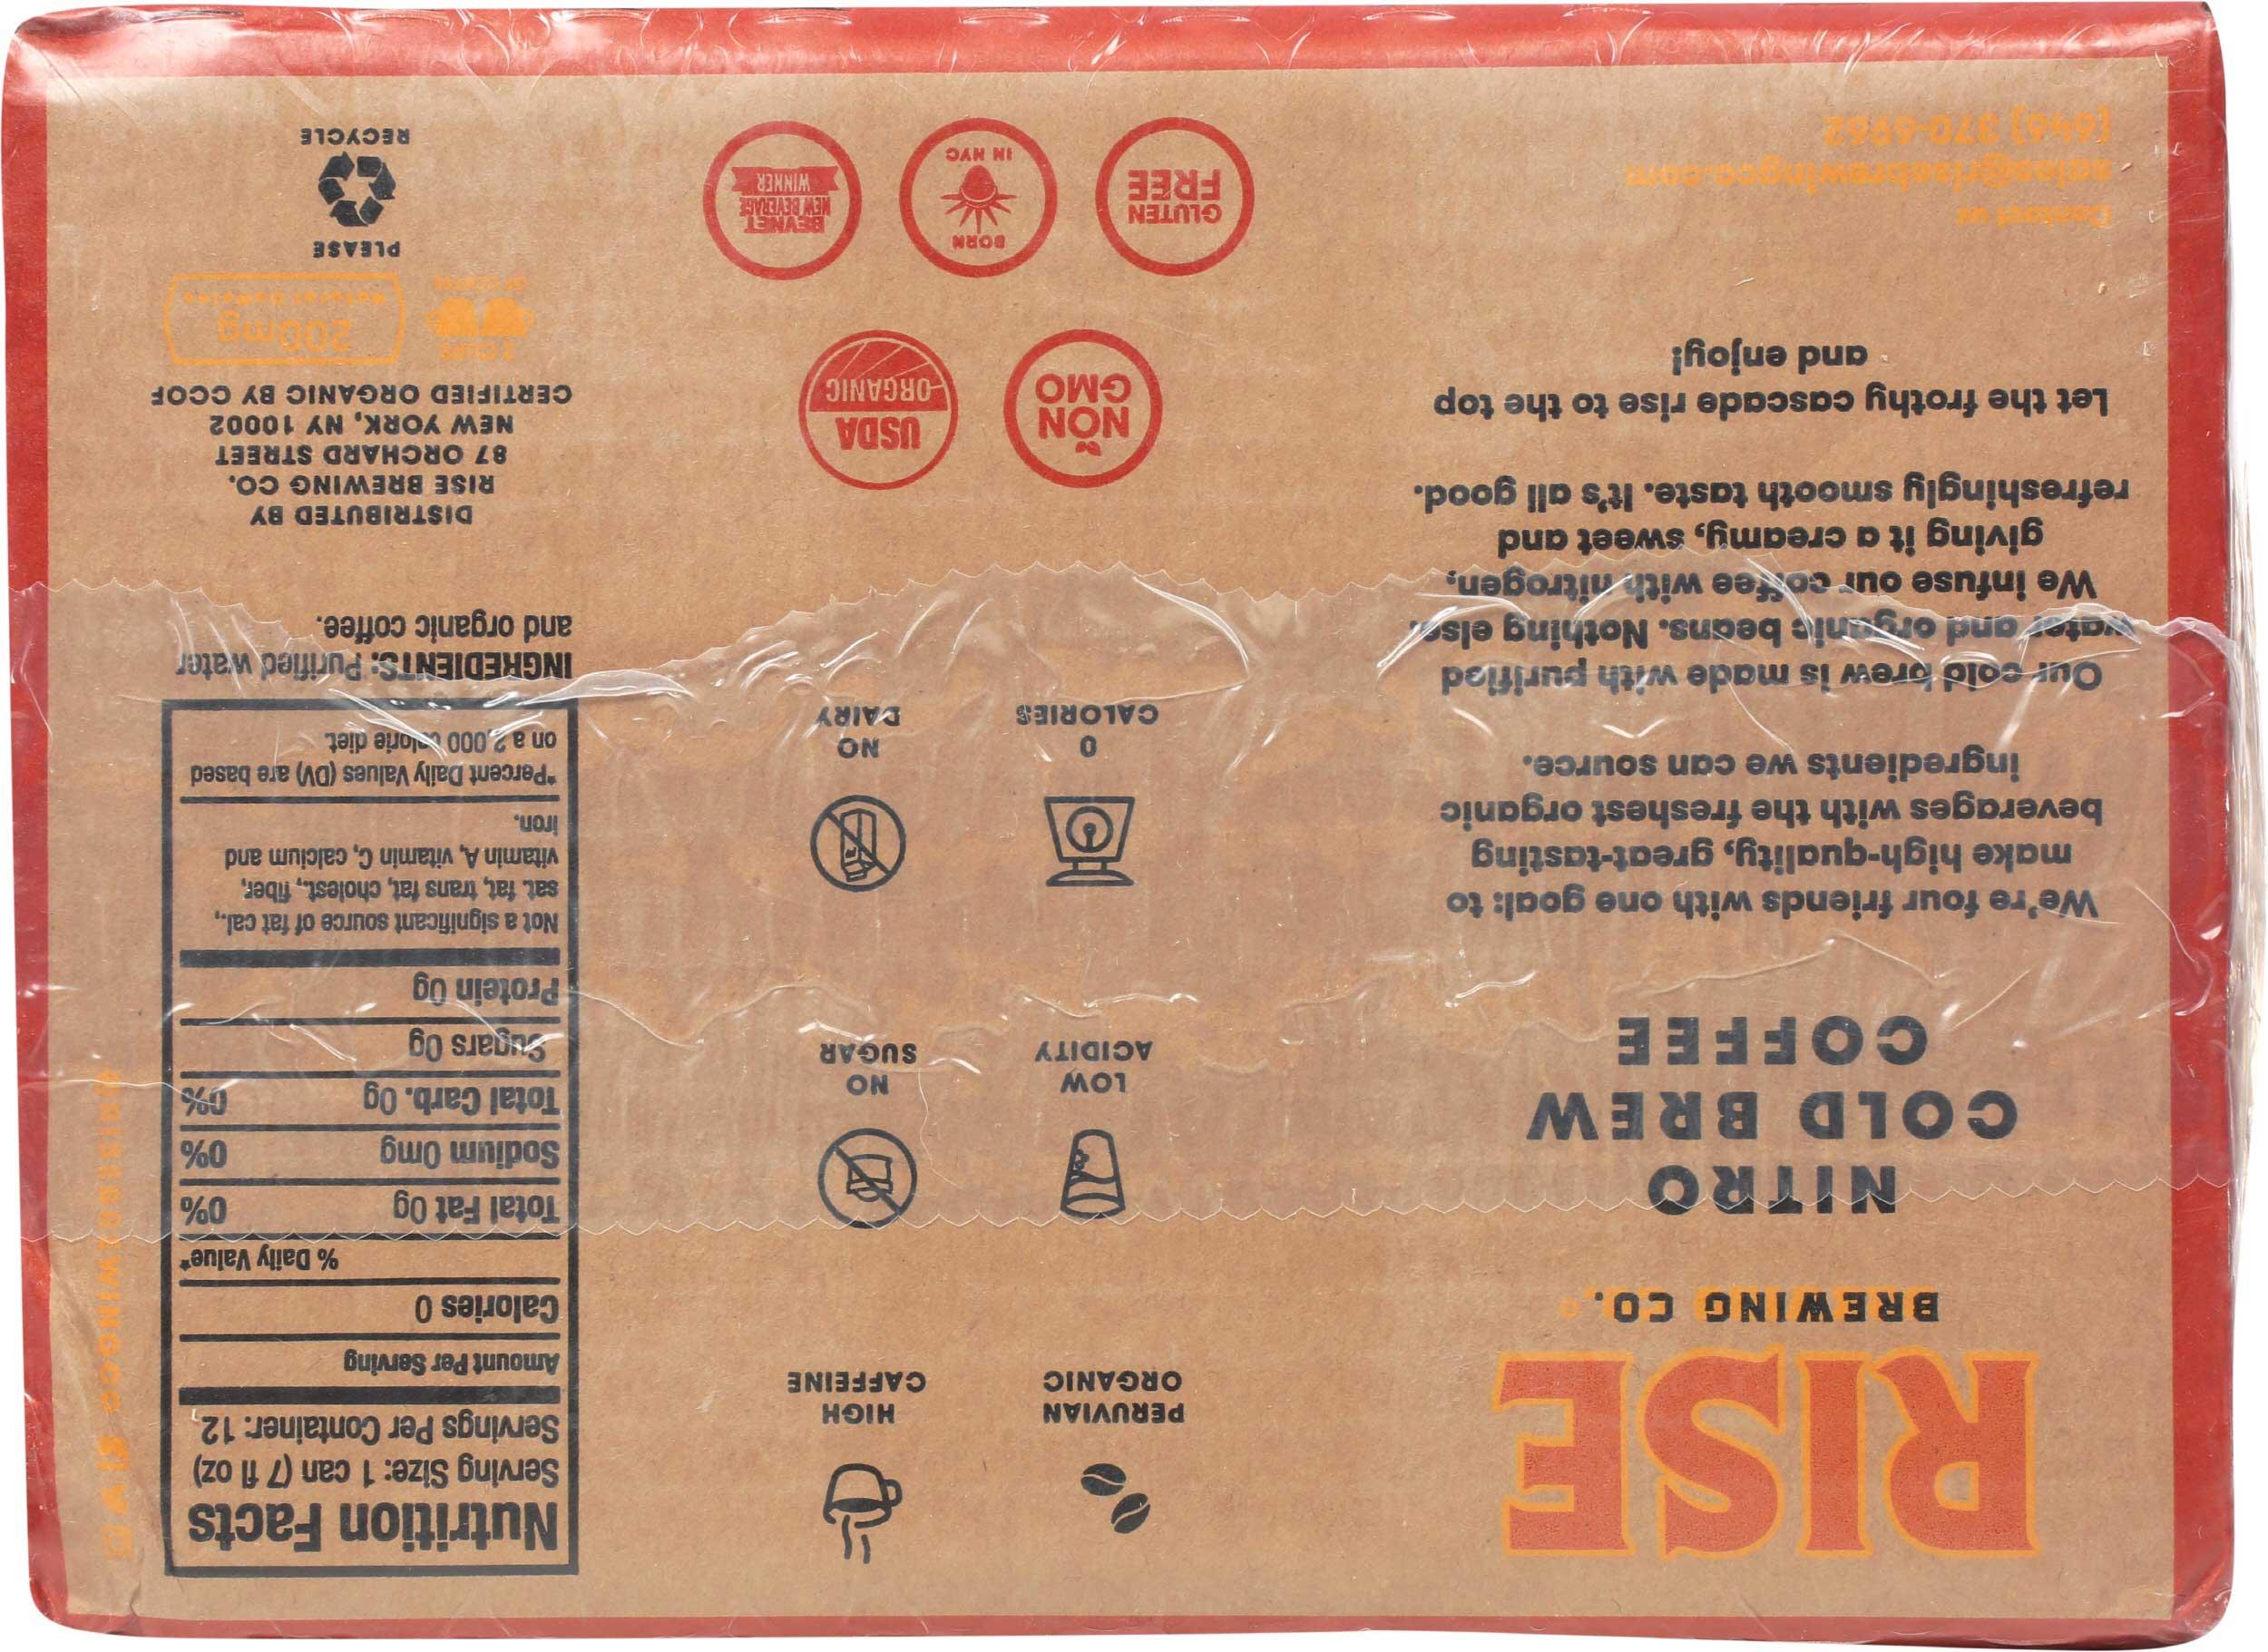 RISE
BREWING CO.
NITRO
COLD BREW
COFFEE
We're four friends with one goal: to
make high-quality, great-tasting
beverages with the freshest organic
ingredients we can source.
Our cold brew is made with purified
water and organic beans. Nothing else.
We infuse our coffee with nitrogen,
giving it a creamy, sweet and
refreshingly smooth taste. It's all good.
Let the frothy cascade rise to the top
and enjoy!
Contact us
sales@risebrewingco.com
(646) 370-6962
PERUVIAN
ORGANIC
HIGH
CAFFEINE
LOW
ACIDITY
NO
SUGAR
0
CALORIES
NO
DAIRY
NON
GMO
USDA
ORGANIC
GLUTEN
FREE
BORN
IN NYC
BEVNET
NEW BEVERAGE
WINNER
Nutrition Facts
Serving Size: 1 can (7 fl oz)
Servings Per Container: 12
Amount Per Serving
Calories 0
% Daily Value*
Total Fat 0g 0%
Sodium 0mg 0%
Total Carb. 0g 0%
Sugars 0g
Protein 0g
Not a significant source of fat cal.,
sat. fat, trans fat, cholest., fiber,
vitamin A, vitamin C, calcium and
iron.
*Percent Daily Values (DV) are based
on a 2,000 calorie diet.
INGREDIENTS: Purified water
and organic coffee.
DISTRIBUTED BY
RISE BREWING CO.
87 ORCHARD STREET
NEW YORK, NY 10002
CERTIFIED ORGANIC BY CCOF
2 CUPS
OF COFFEE
200mg
Natural Caffeine
PLEASE
RECYCLE
@RISEBREWINGCO